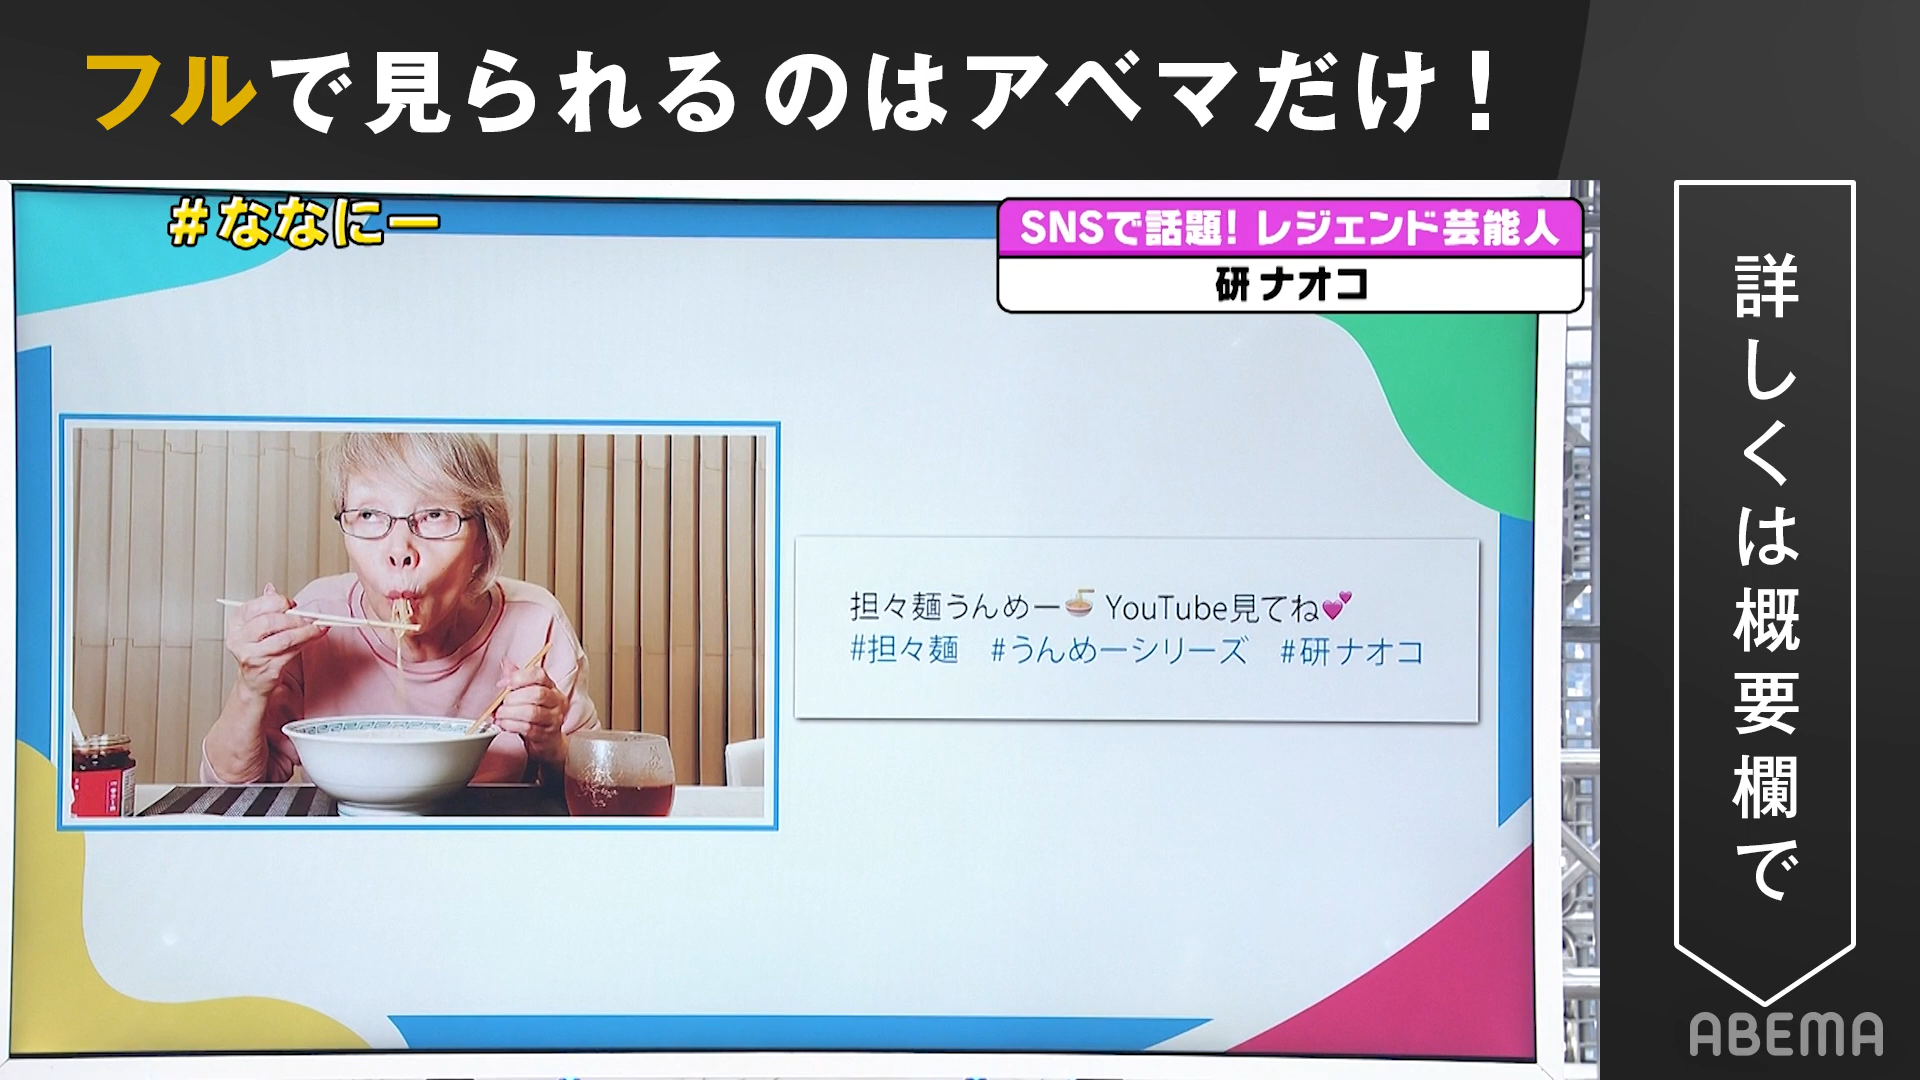 フルで見られるのはアベマだけ!
#ななにー
SNSで話題! レジェンド芸能人
研 ナオコ
担々麺うんめー🍜 YouTube見てね💕
#担々麺 #うんめーシリーズ #研ナオコ
詳しくは概要欄で
ABEMA